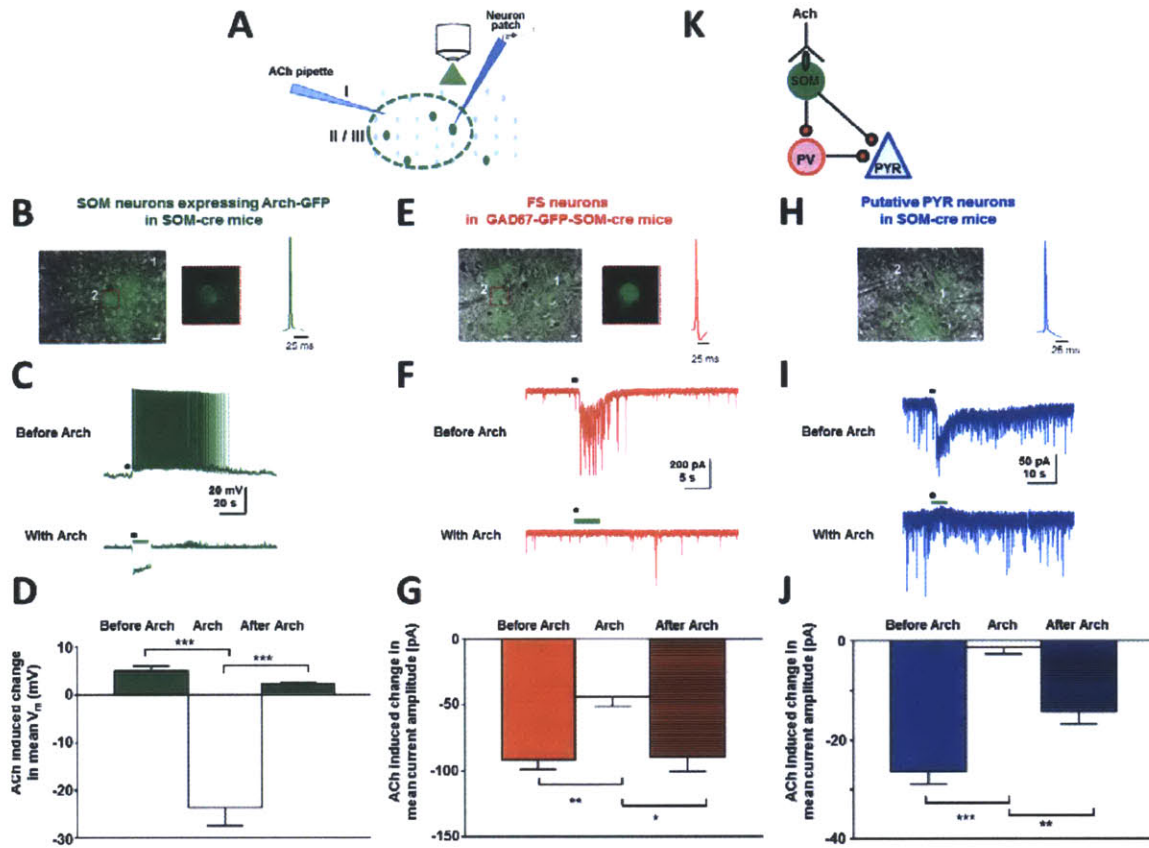 A
Neuron
patch
ACh pipette
I
II / III
K
Ach
SOM
PV
PYR
B
SOM neurons expressing Arch-GFP
in SOM-cre mice
1
2
25 ms
E
FS neurons
in GAD67-GFP-SOM-cre mice
2
1
25 ms
H
Putative PYR neurons
in SOM-cre mice
2
1
25 ms
C
Before Arch
20 mV
20 s
With Arch
F
Before Arch
200 pA
5 s
With Arch
I
Before Arch
50 pA
10 s
With Arch
D
Before Arch Arch After Arch
***
***
ACh induced change
in mean Vm (mV)
10
0
-10
-20
-30
G
Before Arch Arch After Arch
ACh induced change in
mean current amplitude (pA)
0
-50
-100
-150
**
*
J
Before Arch Arch After Arch
ACh induced change in
mean current amplitude (pA)
0
-20
-40
***
**